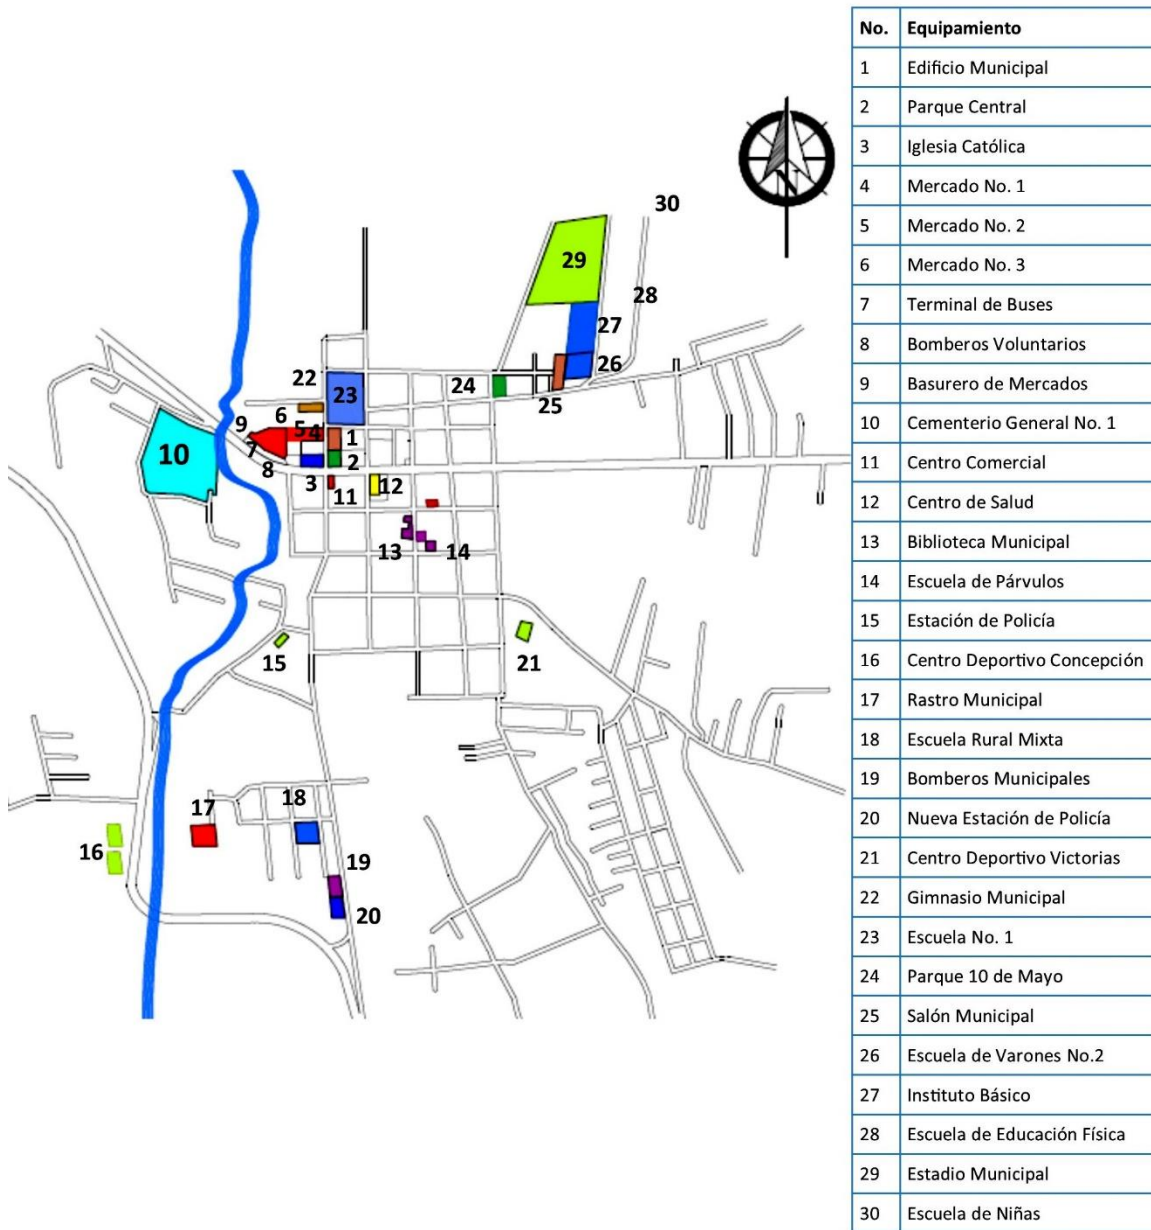 No. Equipamiento
1 Edificio Municipal
2 Parque Central
3 Iglesia Católica
4 Mercado No. 1
5 Mercado No. 2
6 Mercado No. 3
7 Terminal de Buses
8 Bomberos Voluntarios
9 Basurero de Mercados
10 Cementerio General No. 1
11 Centro Comercial
12 Centro de Salud
13 Biblioteca Municipal
14 Escuela de Párvulos
15 Estación de Policía
16 Centro Deportivo Concepción
17 Rastro Municipal
18 Escuela Rural Mixta
19 Bomberos Municipales
20 Nueva Estación de Policía
21 Centro Deportivo Victorias
22 Gimnasio Municipal
23 Escuela No. 1
24 Parque 10 de Mayo
25 Salón Municipal
26 Escuela de Varones No.2
27 Instituto Básico
28 Escuela de Educación Física
29 Estadio Municipal
30 Escuela de Niñas
N
30
29
28
27
26
25
24
22
23
6
5
4
1
9
7
8
2
3
10
11
12
13
14
15
21
16
17
18
19
20